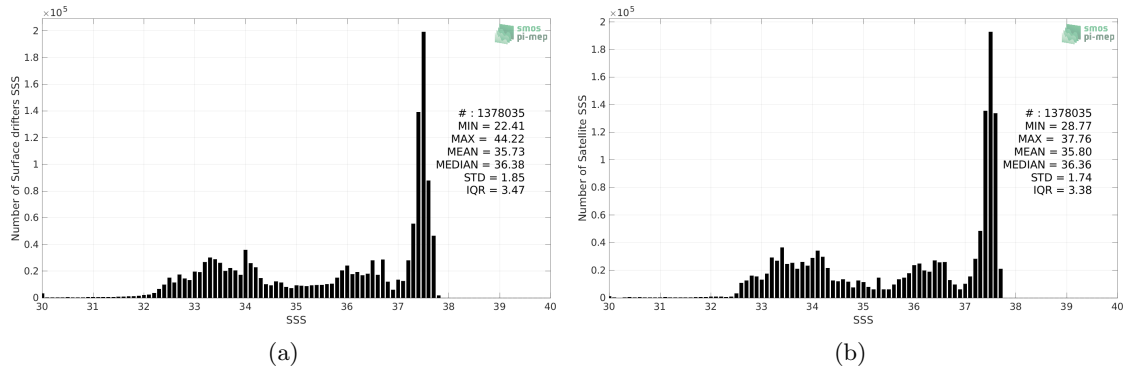 ×10⁵
2
1.8
1.6
1.4
1.2
1
0.8
0.6
0.4
0.2
0
Number of Surface drifters SSS
smos
pi-mep
# : 1378035
MIN = 22.41
MAX = 44.22
MEAN = 35.73
MEDIAN = 36.38
STD = 1.85
IQR = 3.47
30 31 32 33 34 35 36 37 38 39 40
SSS
(a)
×10⁵
2
1.8
1.6
1.4
1.2
1
0.8
0.6
0.4
0.2
0
Number of Satellite SSS
smos
pi-mep
# : 1378035
MIN = 28.77
MAX = 37.76
MEAN = 35.80
MEDIAN = 36.36
STD = 1.74
IQR = 3.38
30 31 32 33 34 35 36 37 38 39 40
SSS
(b)